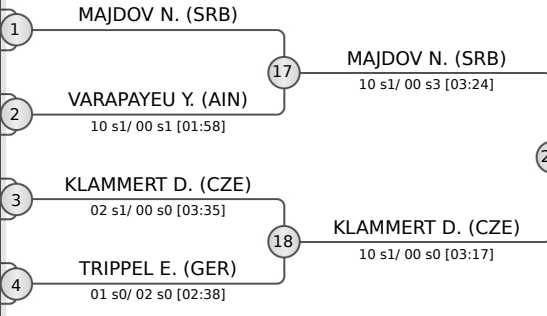 MAJDOV N. (SRB)
1
17
MAJDOV N. (SRB)
10 s1/ 00 s3 [03:24]
VARAPAYEU Y. (AIN)
2
10 s1/ 00 s1 [01:58]
2
KLAMMERT D. (CZE)
3
02 s1/ 00 s0 [03:35]
18
KLAMMERT D. (CZE)
10 s1/ 00 s0 [03:17]
TRIPPEL E. (GER)
4
01 s0/ 02 s0 [02:38]